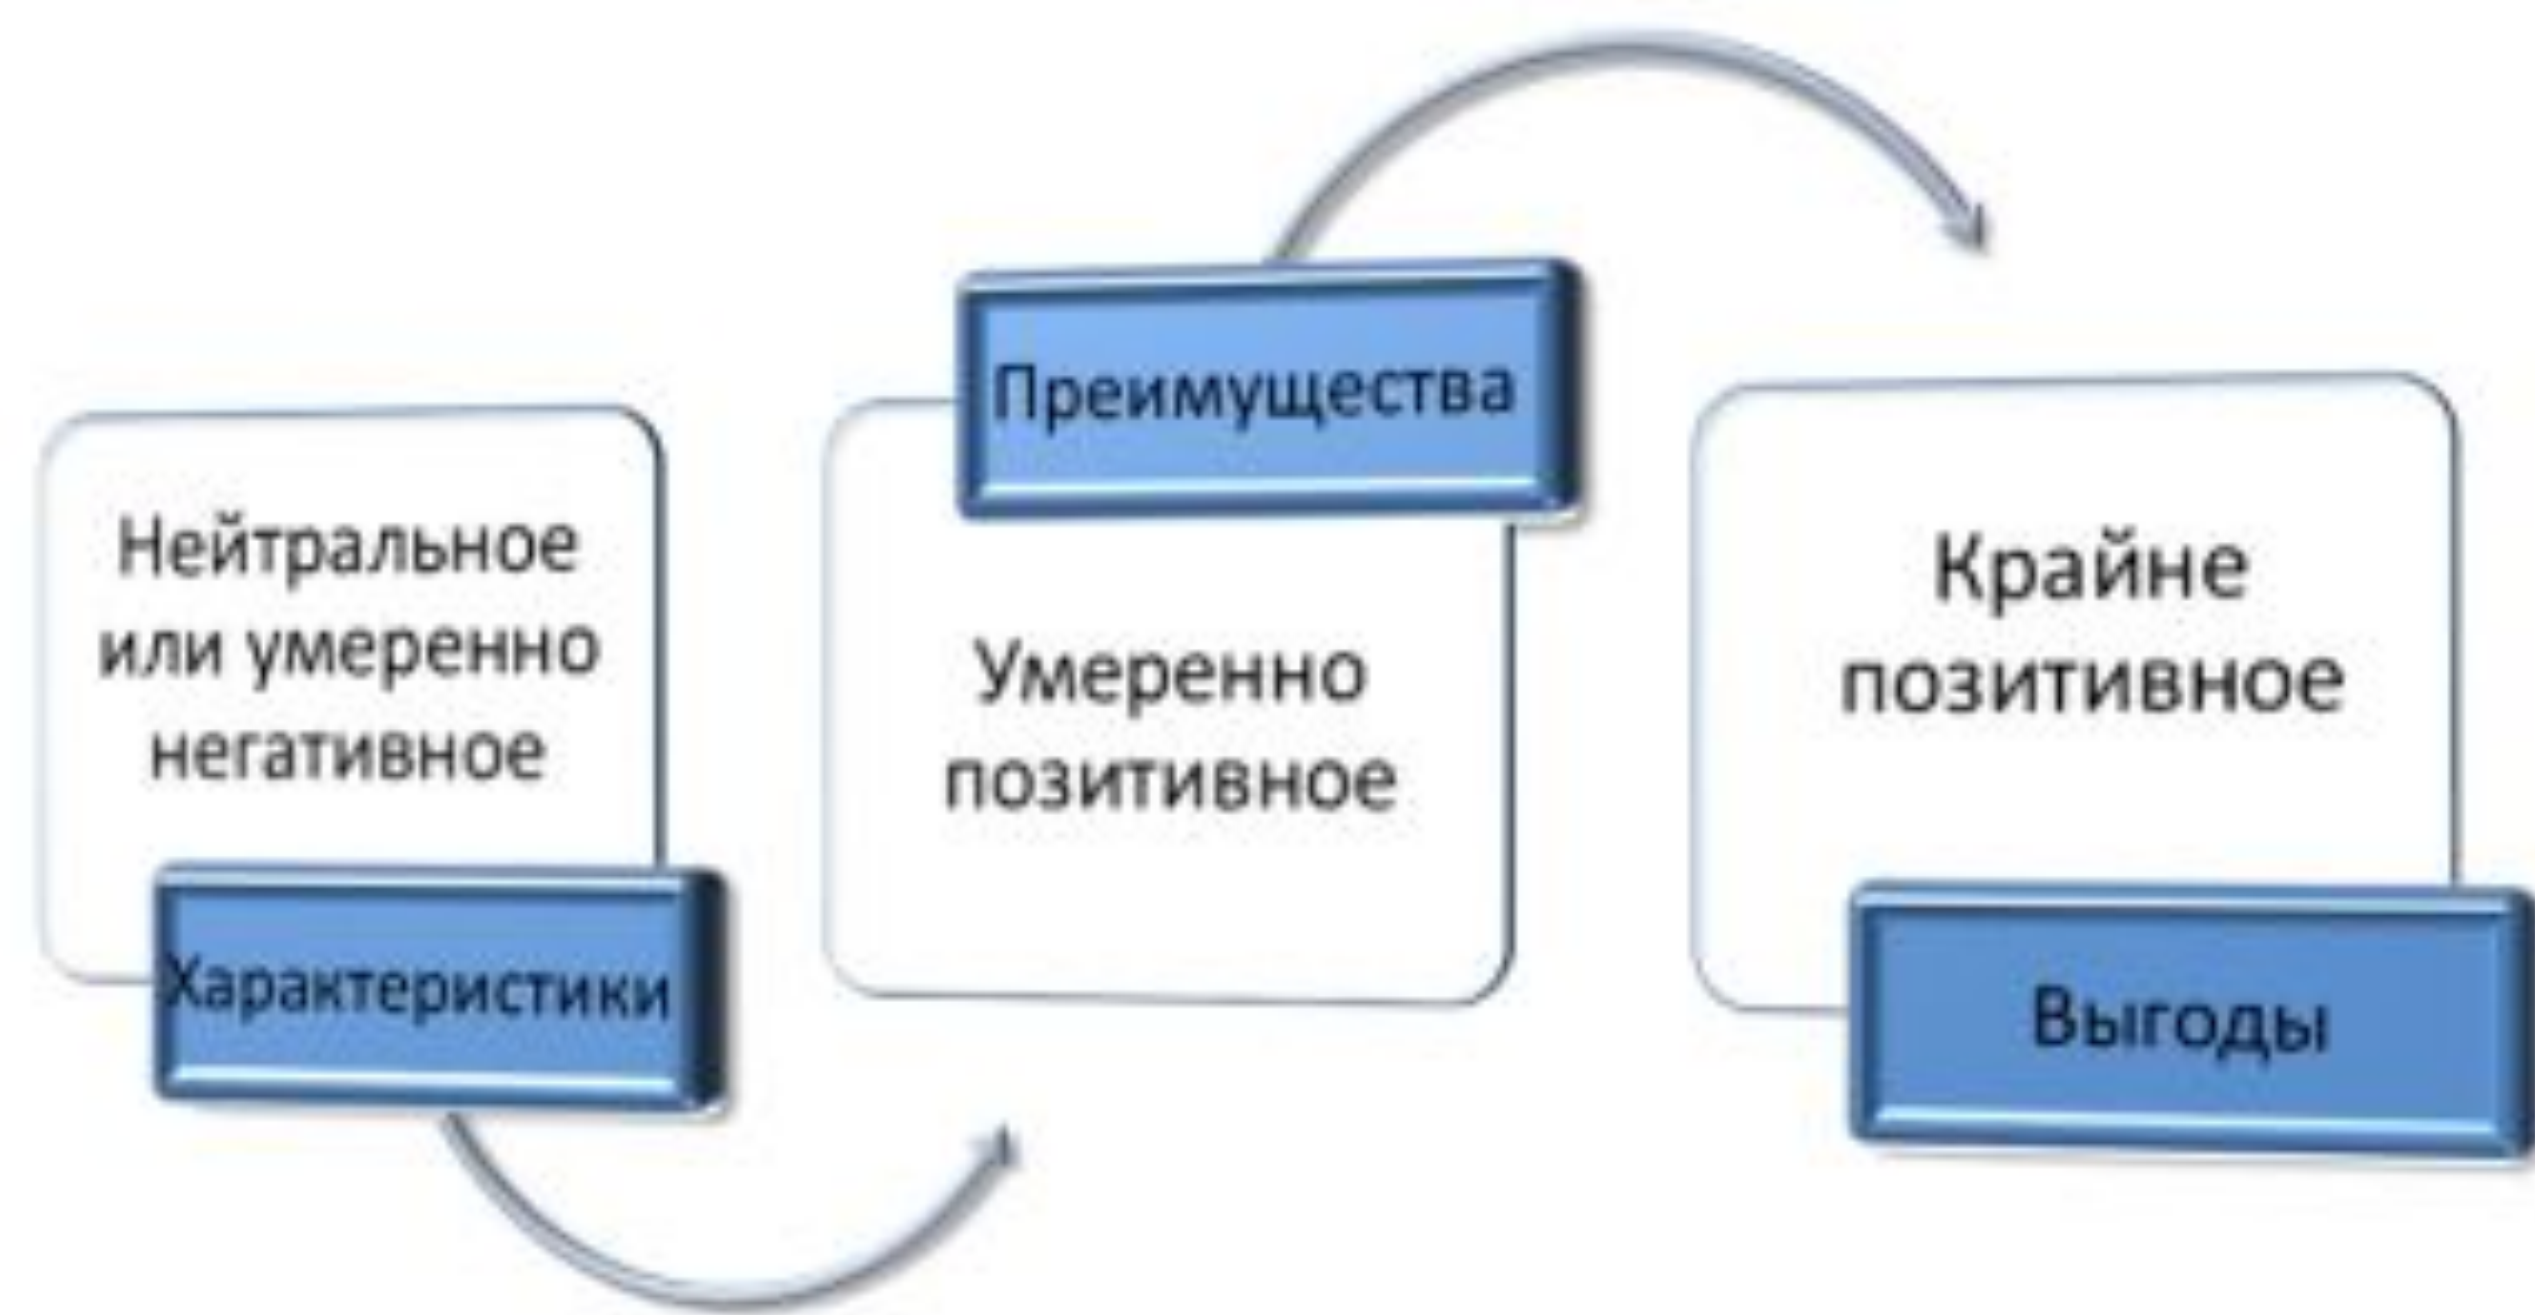 Нейтральное
или умеренно
негативное
Характеристики
Преимущества
Умеренно
позитивное
Крайне
позитивное
Выгоды